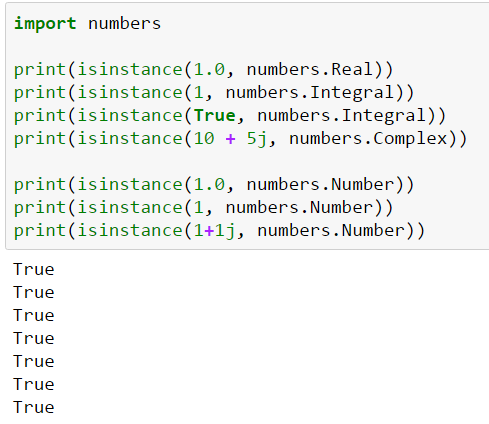 import numbers
print(isinstance(1.0, numbers.Real))
print(isinstance(1, numbers.Integral))
print(isinstance(True, numbers.Integral))
print(isinstance(10 + 5j, numbers.Complex))
print(isinstance(1.0, numbers.Number))
print(isinstance(1, numbers.Number))
print(isinstance(1+1j, numbers.Number))
True
True
True
True
True
True
True